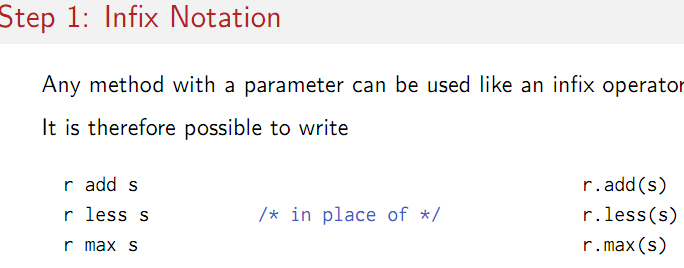 Step 1: Infix Notation
Any method with a parameter can be used like an infix operator
It is therefore possible to write
r add s r.add(s)
r less s /* in place of */ r.less(s)
r max s r.max(s)